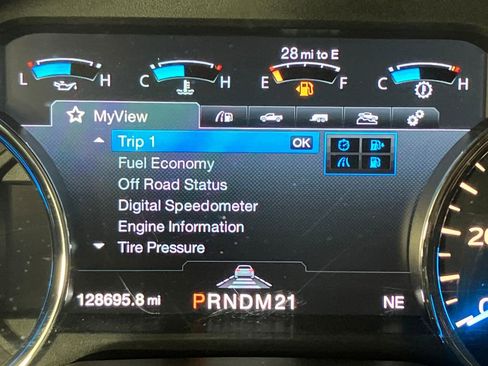 28 mi to E
L H C H E F C H
MyView
Trip 1 OK
Fuel Economy
Off Road Status
Digital Speedometer
Engine Information
Tire Pressure
20
128695.8 mi PRNDM21 NE